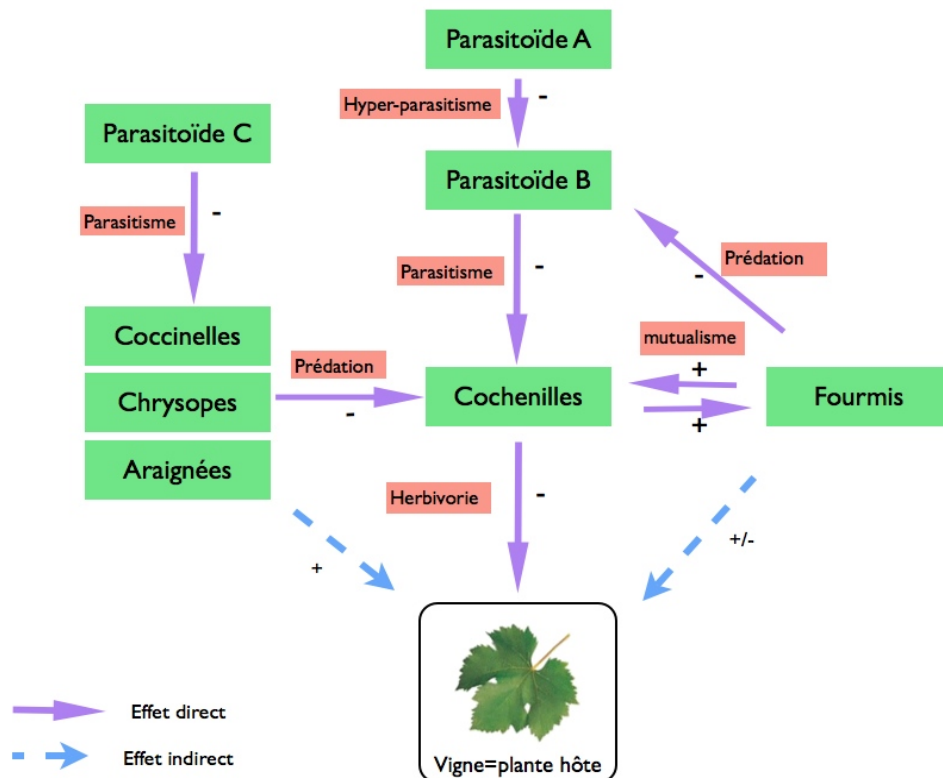 Parasitoïde A
-
Hyper-parasitisme
Parasitoïde C
Parasitoïde B
-
Parasitisme
-
Parasitisme
-
Prédation
Coccinelles
mutualisme
+
Prédation
Chrysopes
-
Cochenilles
Fourmis
+
Araignées
Herbivorie
-
+
+/-
Effet direct
Effet indirect
Vigne=plante hôte
-